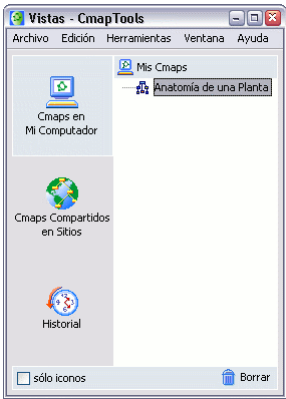 Vistas - CmapTools
Archivo Edición Herramientas Ventana Ayuda
Cmaps en
Mi Computador
Cmaps Compartidos
en Sitios
Historial
Mis Cmaps
Anatomía de una Planta
sólo iconos
Borrar